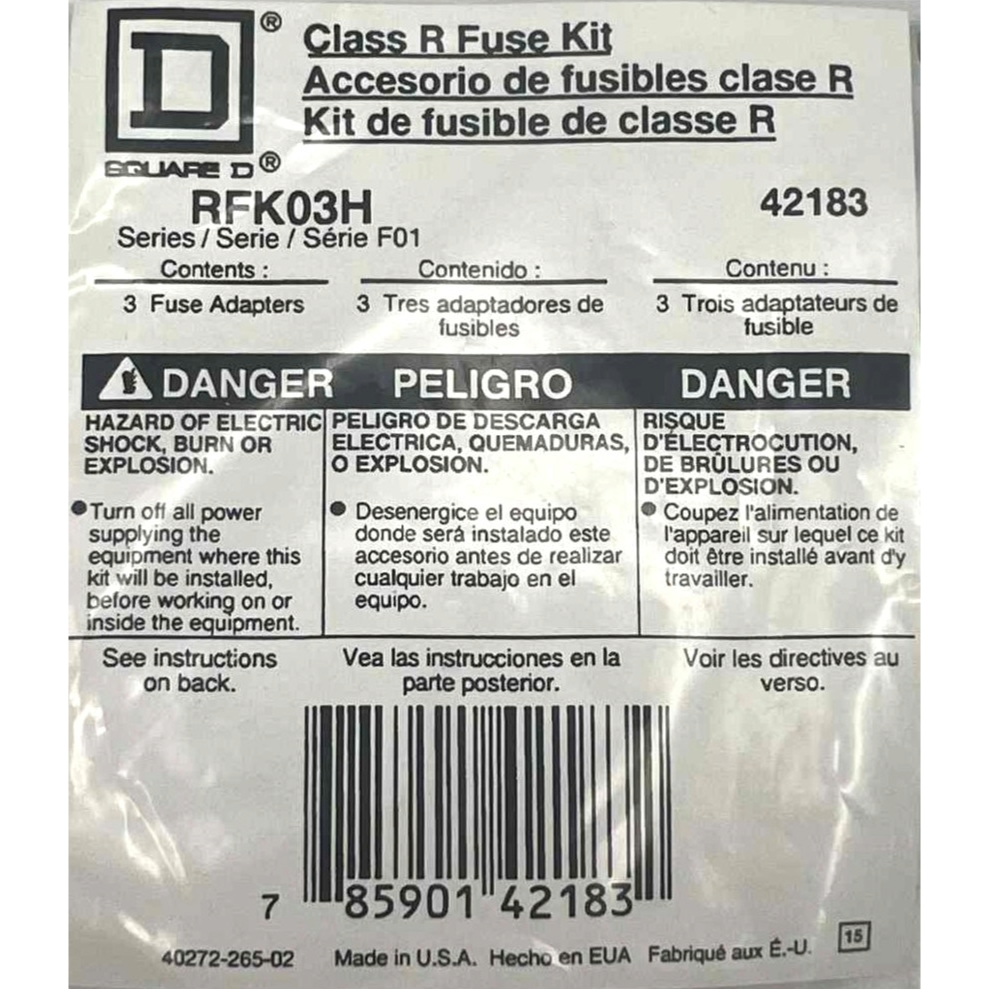 D®
Class R Fuse Kit
Accesorio de fusibles clase R
Kit de fusible de classe R
SQUARE D®
RFK03H 42183
Series / Serie / Série F01
Contents : Contenido : Contenu :
3 Fuse Adapters
3 Tres adaptadores de
fusibles
3 Trois adaptateurs de
fusible
DANGER PELIGRO DANGER
HAZARD OF ELECTRIC
SHOCK, BURN OR
EXPLOSION.
● Turn off all power
supplying the
equipment where this
kit will be installed,
before working on or
inside the equipment.
PELIGRO DE DESCARGA
ELECTRICA, QUEMADURAS,
O EXPLOSIÓN.
● Desenergice el equipo
donde será instalado este
accesorio antes de realizar
cualquier trabajo en el
equipo.
RISQUE
D'ÉLECTROCUTION,
DE BRÛLURES OU
D'EXPLOSION.
● Coupez l'alimentation de
l'appareil sur lequel ce kit
doit être installé avant d'y
travailler.
See instructions
on back.
Vea las instrucciones en la
parte posterior.
Voir les directives au
verso.
7 85901 42183
40272-265-02 Made in U.S.A. Hecho en EUA Fabriqué aux É.-U. 15